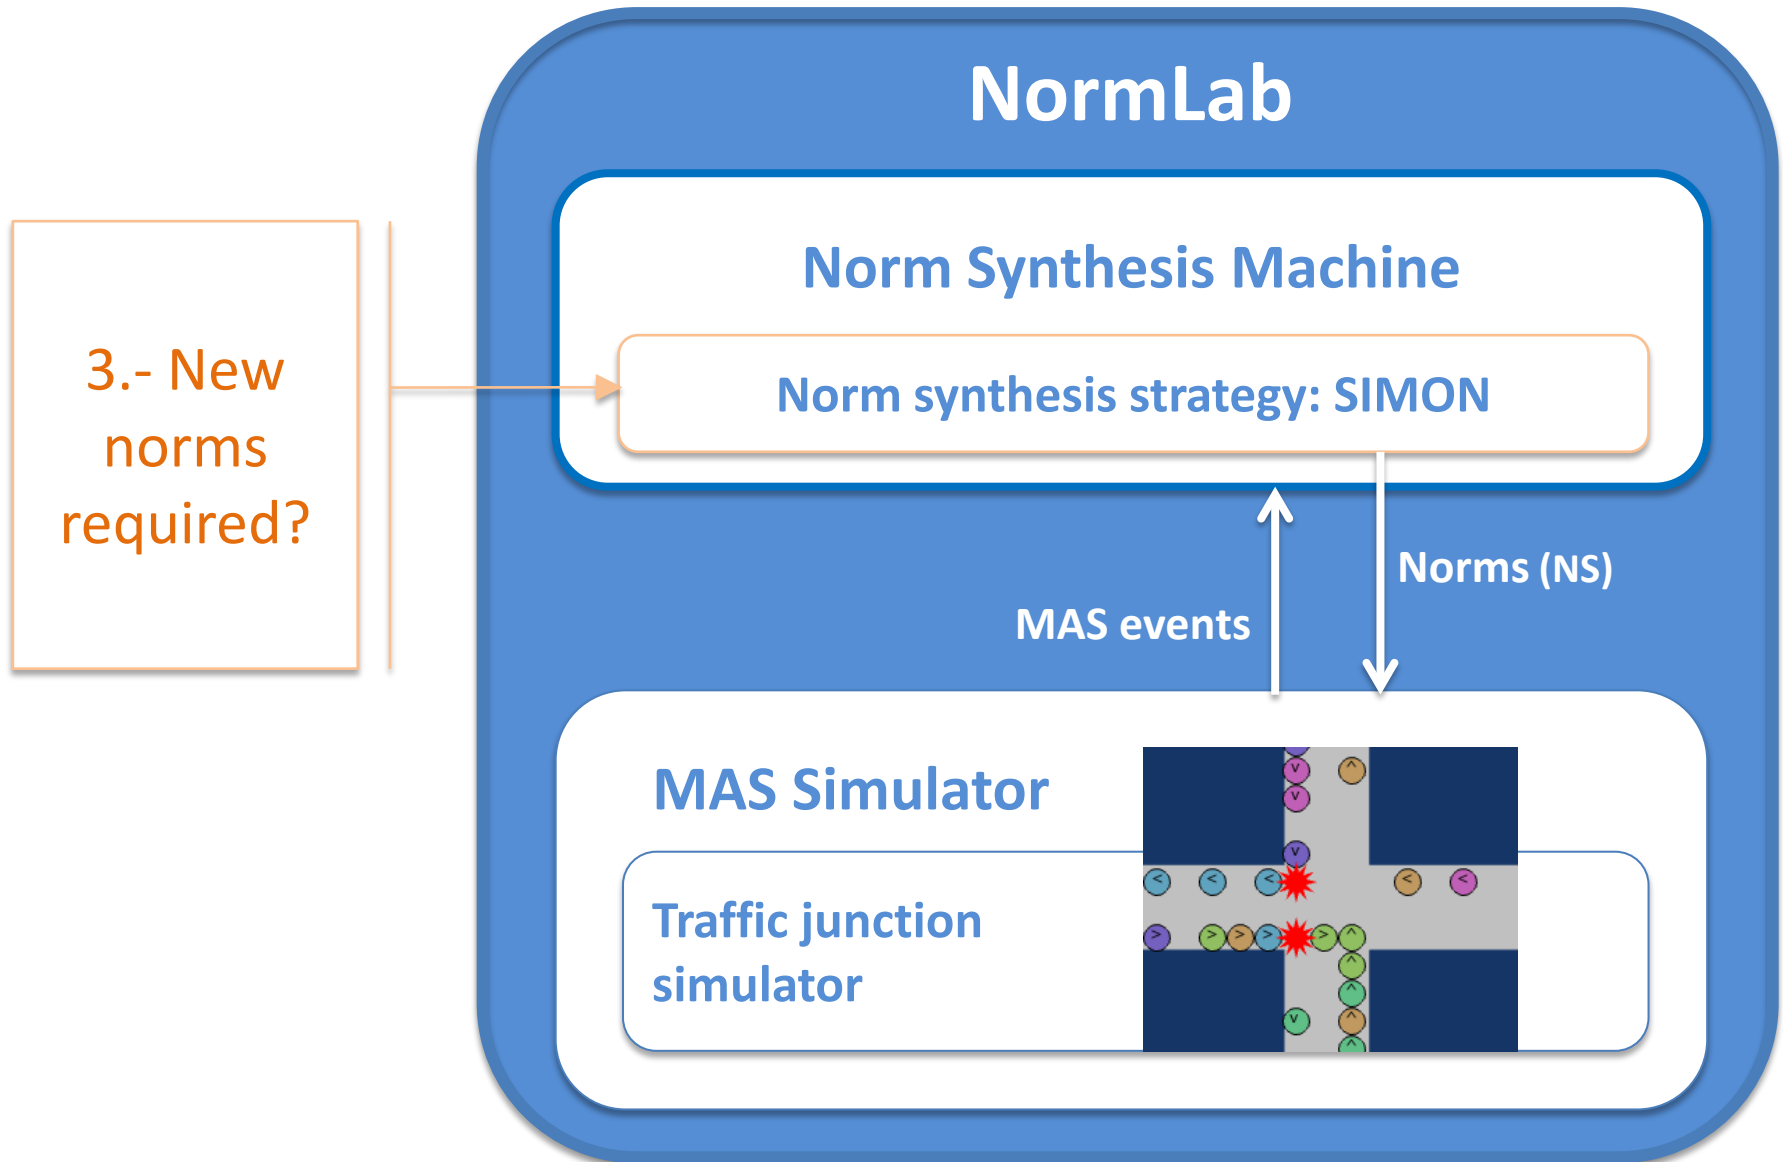 NormLab
Norm Synthesis Machine
Norm synthesis strategy: SIMON
3.- New
norms
required?
Norms (NS)
MAS events
MAS Simulator
Traffic junction
simulator